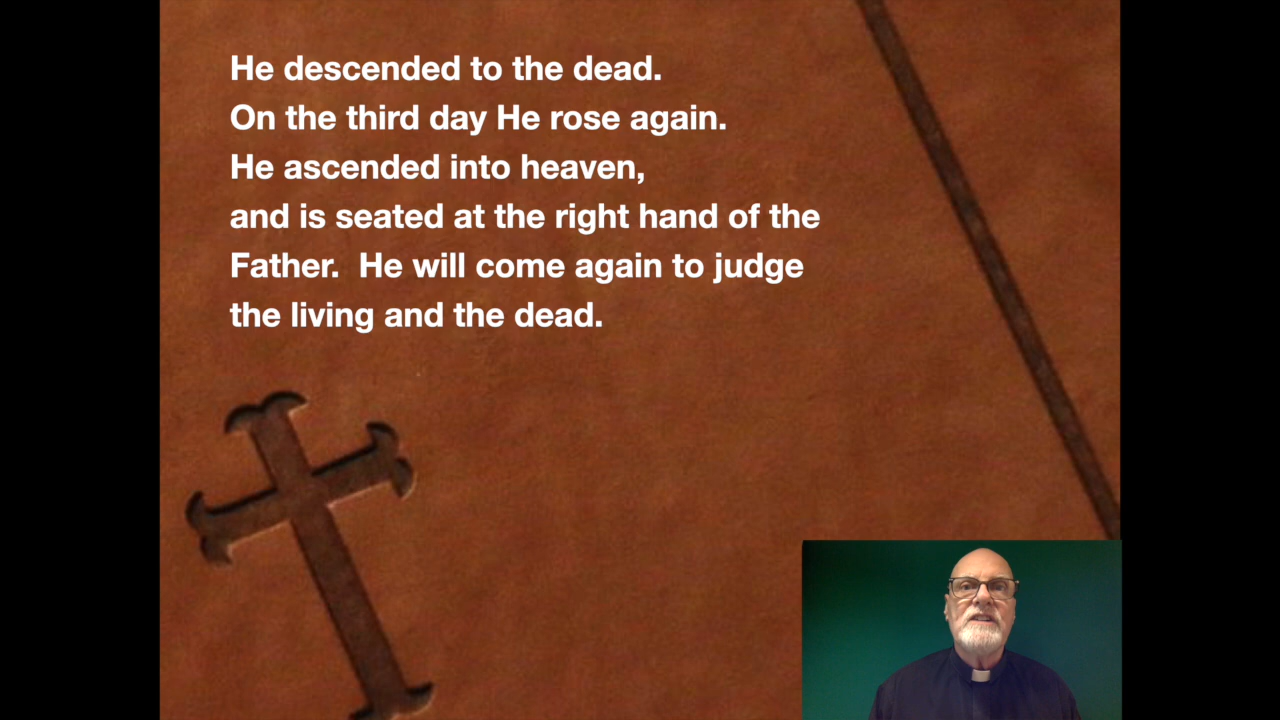 He descended to the dead.
On the third day He rose again.
He ascended into heaven,
and is seated at the right hand of the
Father.  He will come again to judge
the living and the dead.